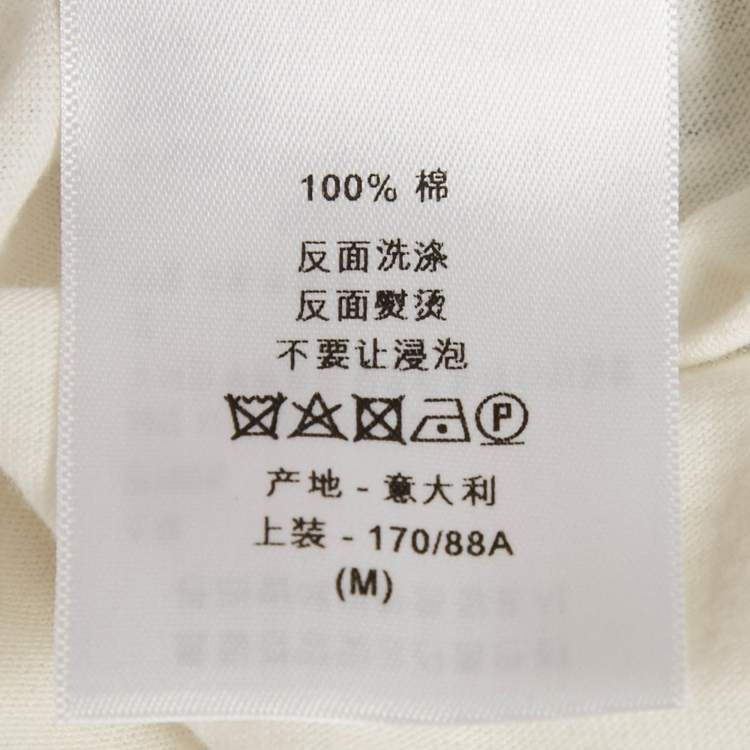 100% 棉
反面洗涤
反面熨烫
不要让浸泡
P
产地 - 意大利
上装 - 170/88A
(M)